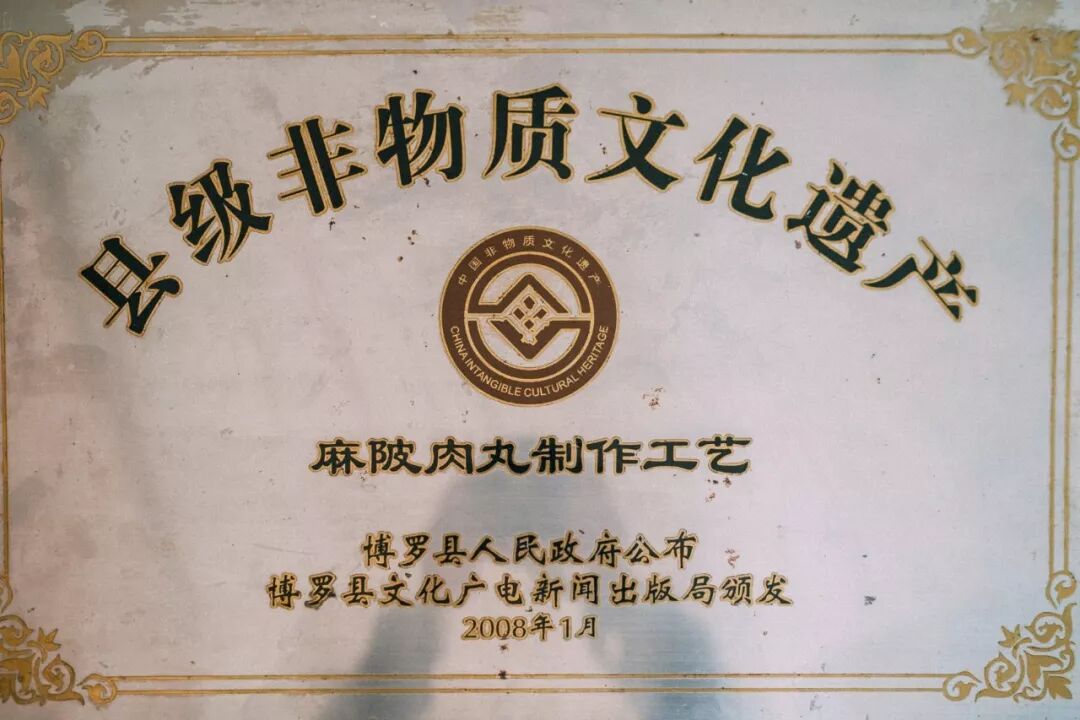 县级非物质文化遗产
中国非物质文化遗产
CHINA INTANGIBLE CULTURAL HERITAGE
麻陂肉丸制作工艺
博罗县人民政府公布
博罗县文化广电新闻出版局颁发
2008年1月